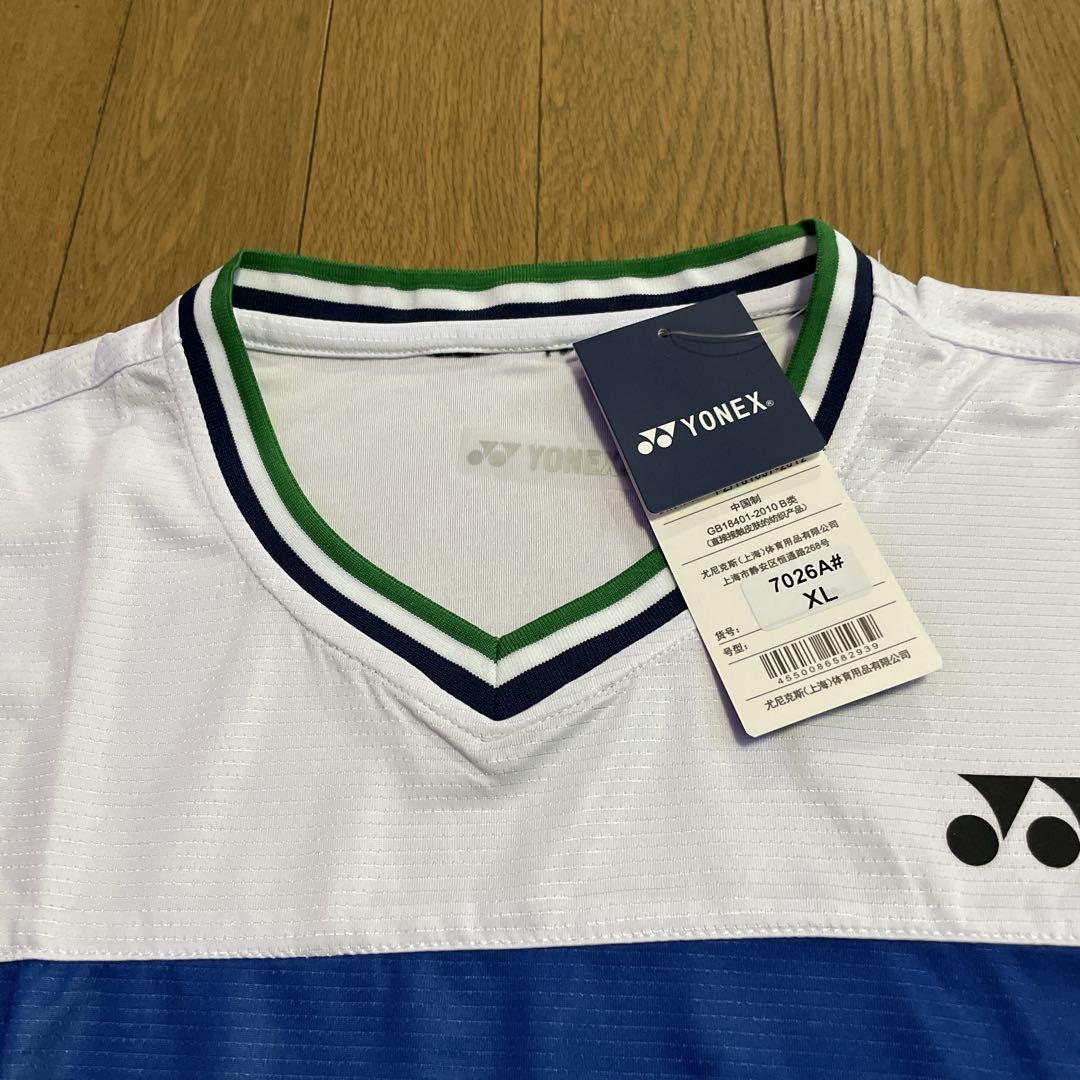 YONEX®
YONEX
中国制
GB18401-2010 B类
(直接接触皮肤的纺织产品)
尤尼克斯(上海)体育用品有限公司
上海市静安区恒通路268号
7026A#
XL
货号:
号型:
4550086582939
尤尼克斯(上海)体育用品有限公司